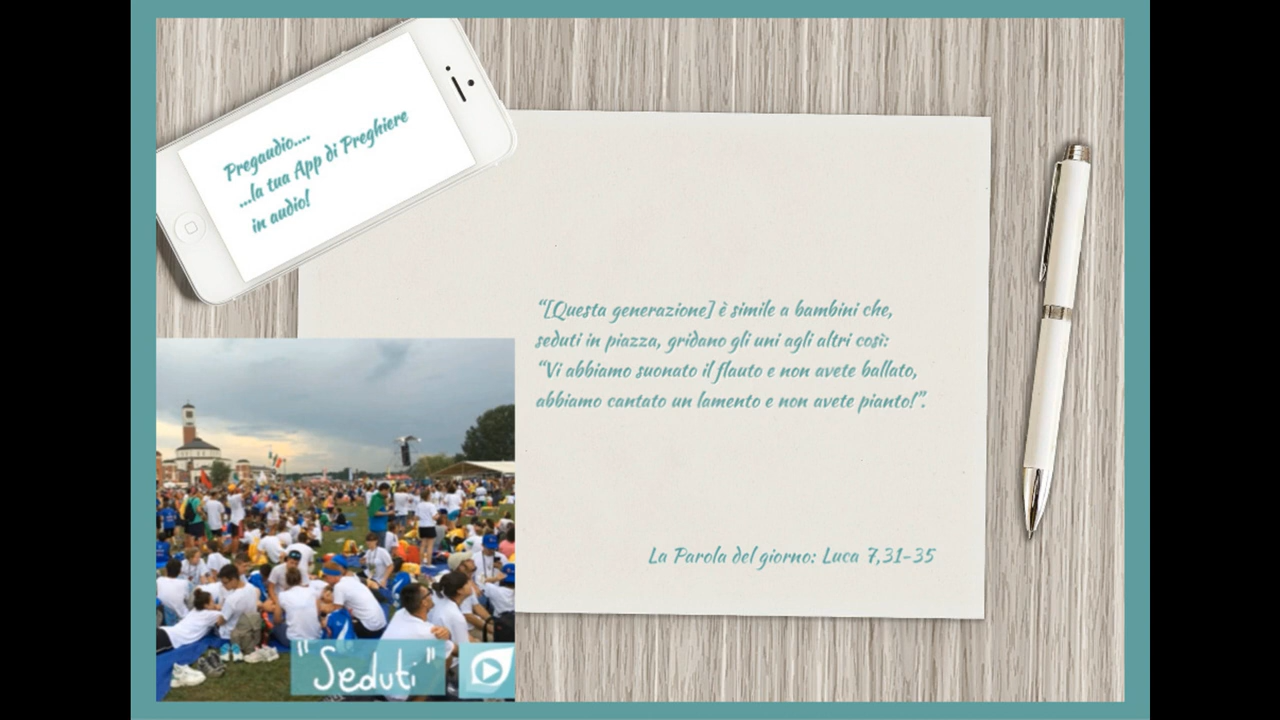 Pregaudio....
...la tua App di Preghiere
in audio!
“[Questa generazione] è simile a bambini che,
seduti in piazza, gridano gli uni agli altri così:
“Vi abbiamo suonato il flauto e non avete ballato,
abbiamo cantato un lamento e non avete pianto!”.
La Parola del giorno: Luca 7,31-35
"Seduti"